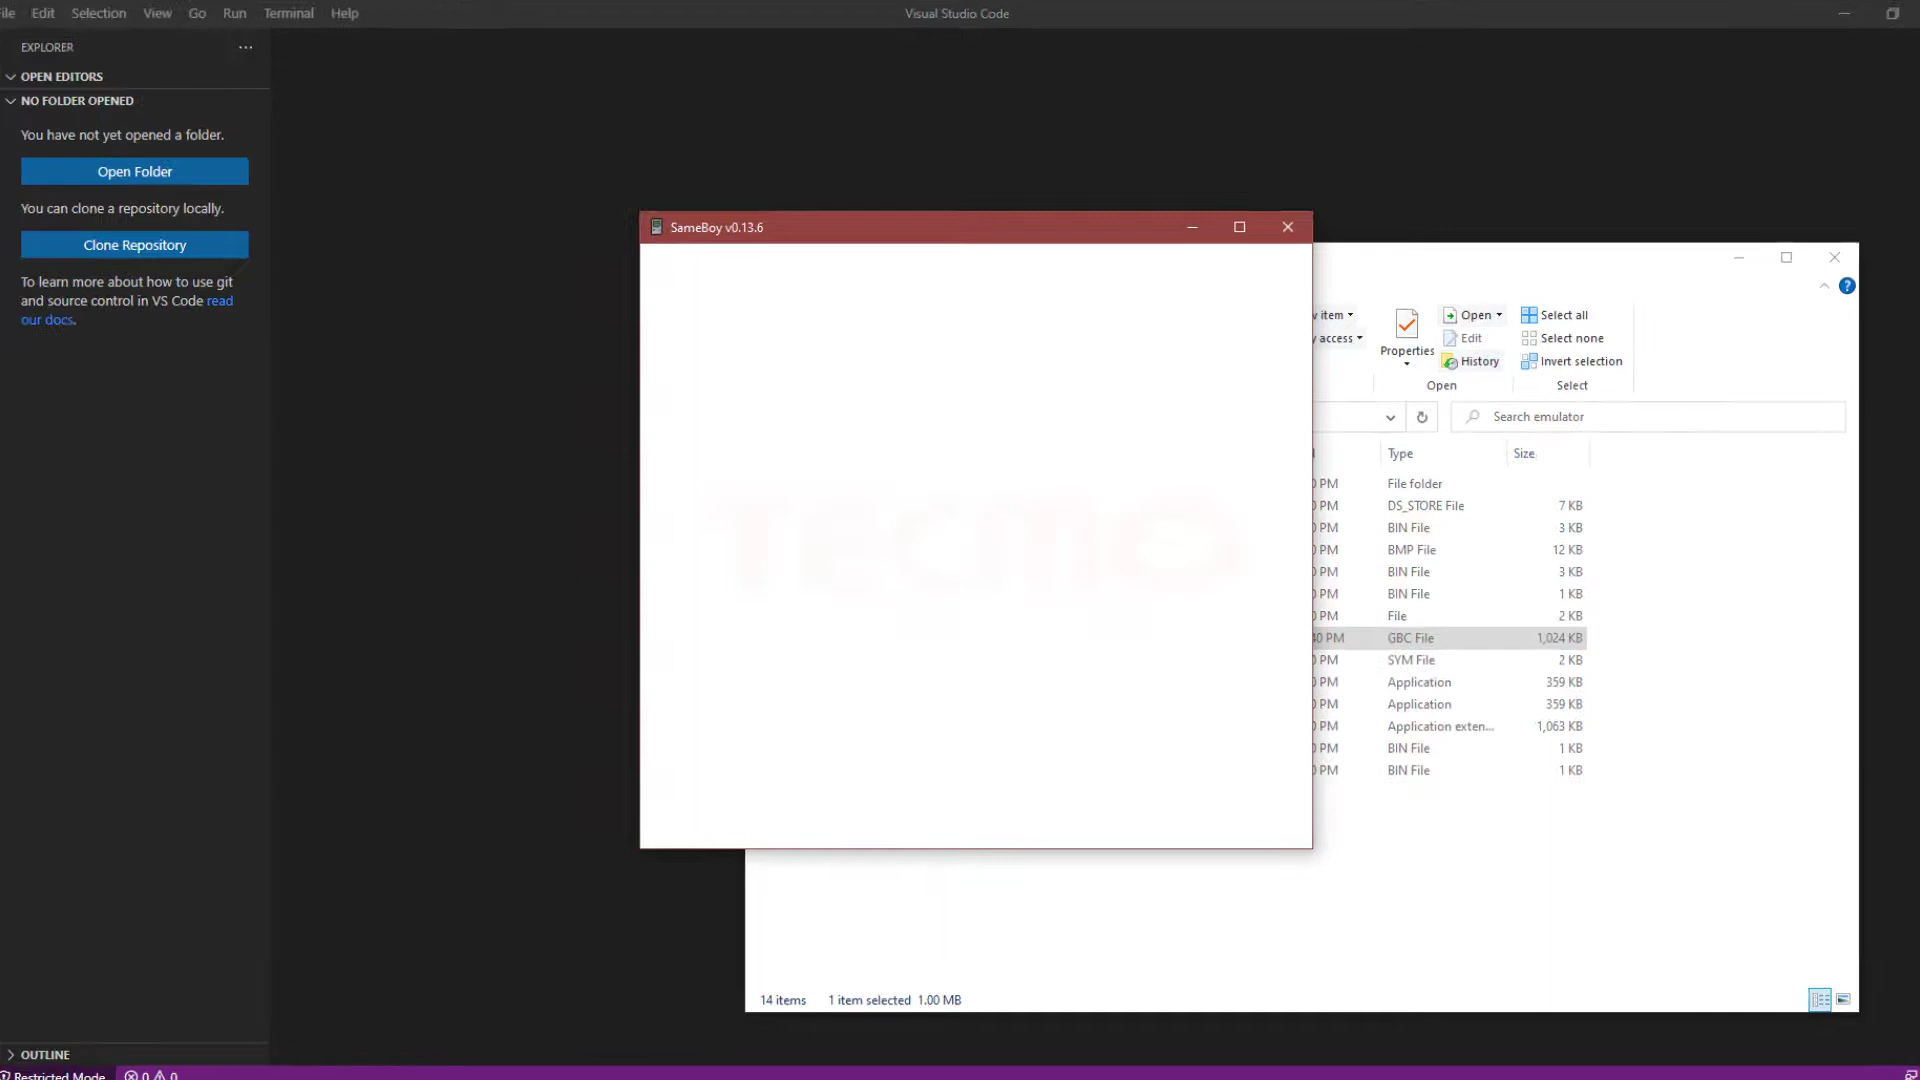 ile Edit Selection View Go Run Terminal Help
Visual Studio Code
EXPLORER
OPEN EDITORS
NO FOLDER OPENED
You have not yet opened a folder.
Open Folder
You can clone a repository locally.
Clone Repository
To learn more about how to use git
and source control in VS Code read
our docs.
OUTLINE
Restricted Mode 0 0
SameBoy v0.13.6
TECMO
item
access
Properties
Open
Edit
History
Open
Select all
Select none
Invert selection
Select
Search emulator
Type Size
PM File folder
PM DS_STORE File 7 KB
PM BIN File 3 KB
PM BMP File 12 KB
PM BIN File 3 KB
PM BIN File 1 KB
PM File 2 KB
40 PM GBC File 1,024 KB
PM SYM File 2 KB
PM Application 359 KB
PM Application 359 KB
PM Application exten... 1,063 KB
PM BIN File 1 KB
PM BIN File 1 KB
14 items 1 item selected 1.00 MB